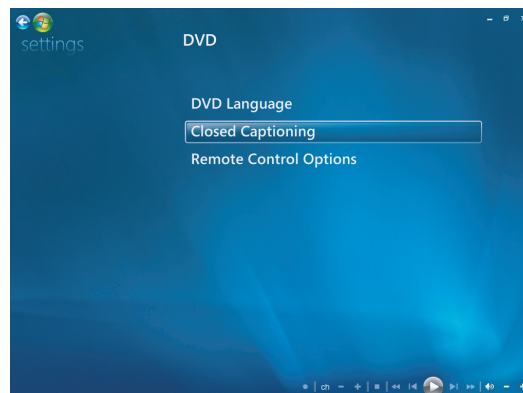 settings
DVD
DVD Language
Closed Captioning
Remote Control Options
ch